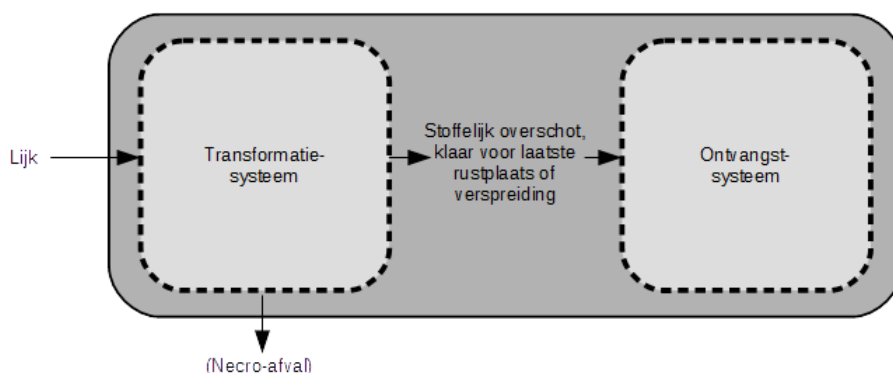 Lijk
Transformatie-
systeem
Stoffelijk overschot,
klaar voor laatste
rustplaats of
verspreiding
Ontvangst-
systeem
(Necro-afval)